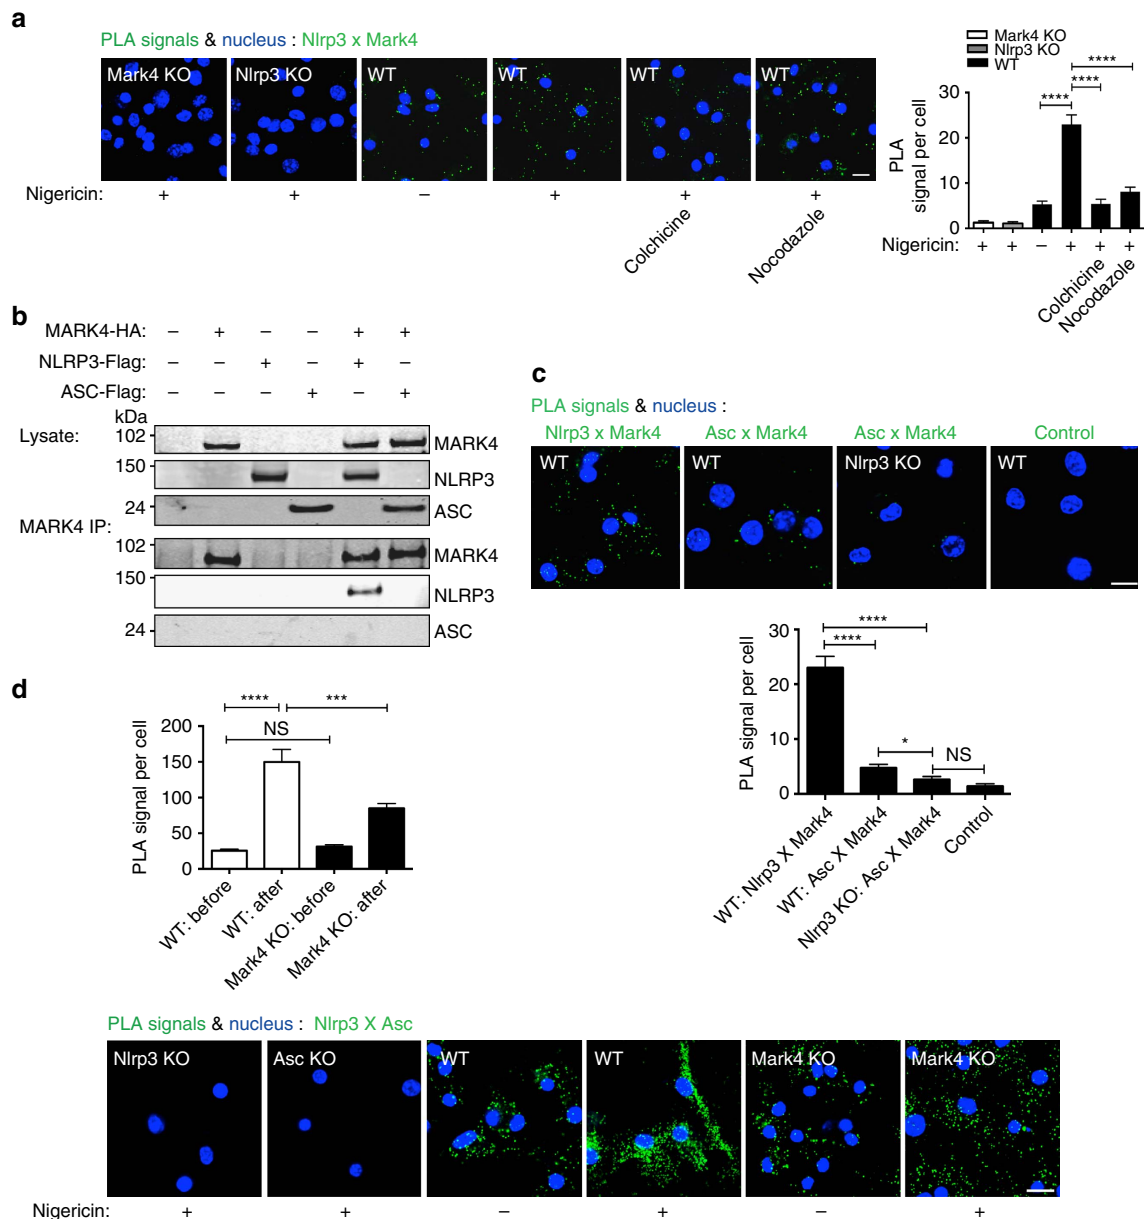 a
PLA signals & nucleus : Nlrp3 x Mark4
Mark4 KO
Nlrp3 KO
WT
WT
WT
WT
Nigericin:
+
+
–
+
+
+
Colchicine
Nocodazole
Mark4 KO
Nlrp3 KO
WT
****
****
****
30
20
10
0
PLA
signal per cell
Nigericin: + + – + + +
Colchicine
Nocodazole
b
MARK4-HA: – + – – + +
NLRP3-Flag: – – + – + –
ASC-Flag: – – – + – +
kDa
Lysate:
102
MARK4
150
NLRP3
24
ASC
MARK4 IP:
102
MARK4
150
NLRP3
24
ASC
c
PLA signals & nucleus :
Nlrp3 x Mark4
Asc x Mark4
Asc x Mark4
Control
WT
WT
Nlrp3 KO
WT
****
****
*
NS
30
20
10
0
PLA signal per cell
WT: Nlrp3 X Mark4
WT: Asc X Mark4
Nlrp3 KO: Asc X Mark4
Control
d
****
***
NS
200
150
100
50
0
PLA signal per cell
WT: before
WT: after
Mark4 KO: before
Mark4 KO: after
PLA signals & nucleus : Nlrp3 X Asc
Nlrp3 KO
Asc KO
WT
WT
Mark4 KO
Mark4 KO
Nigericin: + + – + – +